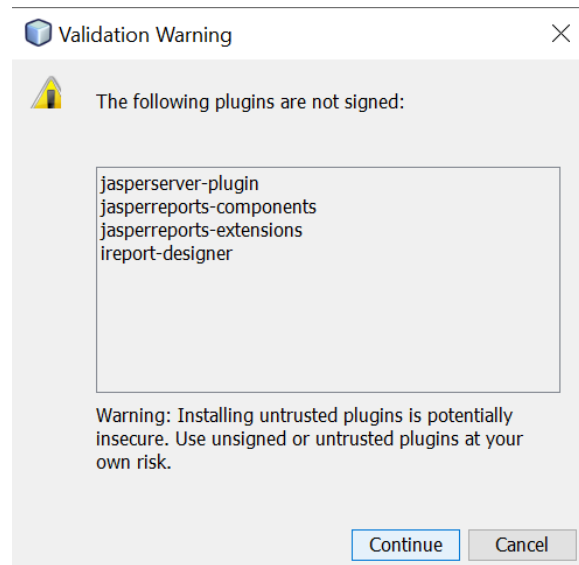 Validation Warning
The following plugins are not signed:
jasperserver-plugin
jasperreports-components
jasperreports-extensions
ireport-designer
Warning: Installing untrusted plugins is potentially
insecure. Use unsigned or untrusted plugins at your
own risk.
Continue Cancel